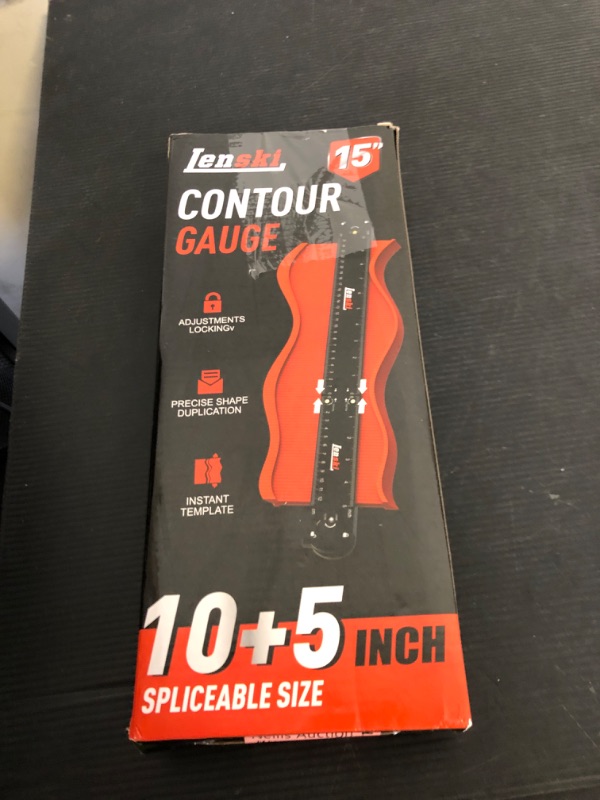 Lenski
15"
CONTOUR
GAUGE
ADJUSTMENTS
LOCKINGv
PRECISE SHAPE
DUPLICATION
INSTANT
TEMPLATE
Lenski
Lenski
10+5 INCH
SPLICEABLE SIZE